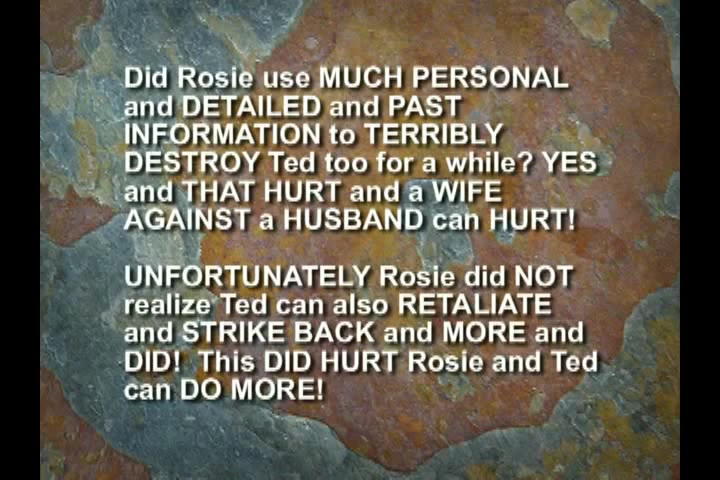 Did Rosie use MUCH PERSONAL
and DETAILED and PAST
INFORMATION to TERRIBLY
DESTROY Ted too for a while? YES
and THAT HURT and a WIFE
AGAINST a HUSBAND can HURT!
UNFORTUNATELY Rosie did NOT
realize Ted can also RETALIATE
and STRIKE BACK and MORE and
DID! This DID HURT Rosie and Ted
can DO MORE!